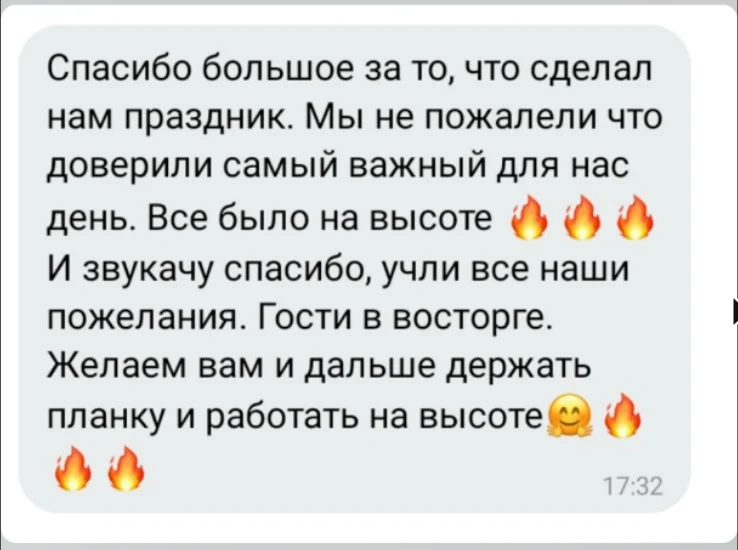 Спасибо большое за то, что сделал
нам праздник. Мы не пожалели что
доверили самый важный для нас
день. Все было на высоте 🔥🔥🔥
И звукачу спасибо, учли все наши
пожелания. Гости в восторге.
Желаем вам и дальше держать
планку и работать на высоте🤗🔥
🔥🔥
17:32